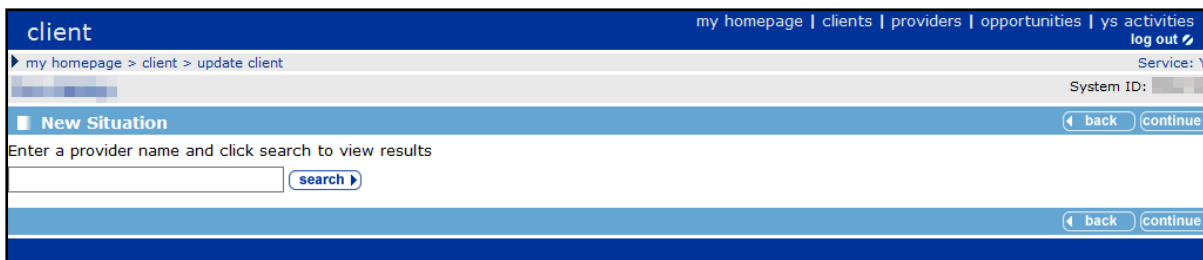 client
my homepage | clients | providers | opportunities | ys activities
log out
my homepage > client > update client
Service:
System ID:
New Situation
back continue
Enter a provider name and click search to view results
search
back continue